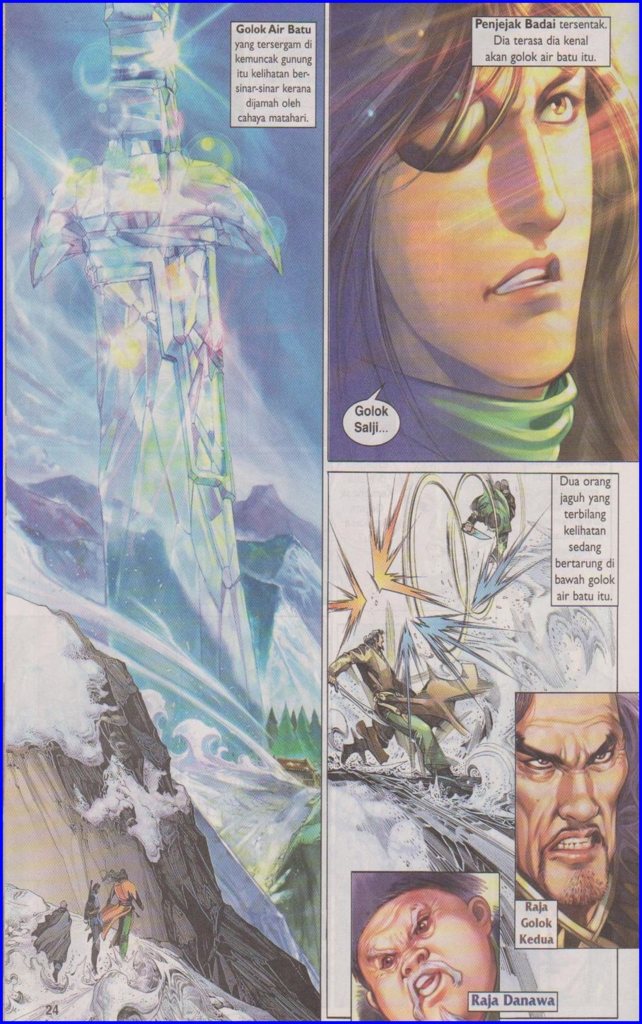 Golok Air Batu
yang tersergam di
kemuncak gunung
itu kelihatan ber-
sinar-sinar kerana
dijamah oleh
cahaya matahari.
Penjejak Badai tersentak.
Dia terasa dia kenal
akan golok air batu itu.
Golok
Salji...
Dua orang
jaguh yang
terbilang
kelihatan
sedang
bertarung di
bawah golok
air batu itu.
Raja
Golok
Kedua
Raja Danawa
24